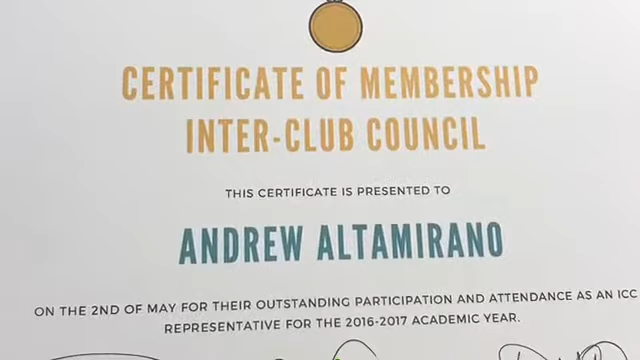 CERTIFICATE OF MEMBERSHIP
INTER-CLUB COUNCIL
THIS CERTIFICATE IS PRESENTED TO
ANDREW ALTAMIRANO
ON THE 2ND OF MAY FOR THEIR OUTSTANDING PARTICIPATION AND ATTENDANCE AS AN ICC
REPRESENTATIVE FOR THE 2016-2017 ACADEMIC YEAR.